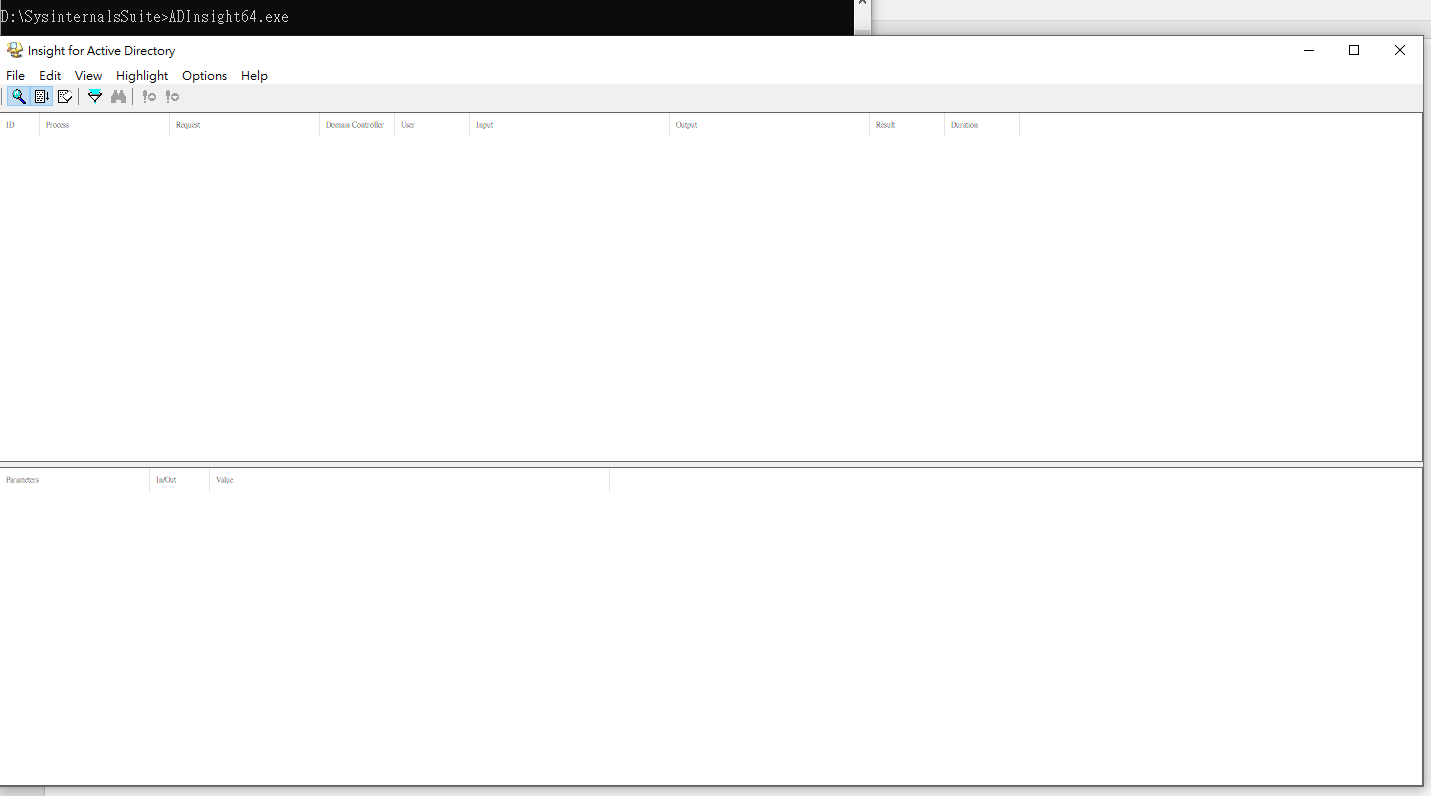 D:\SysinternalsSuite>ADInsight64.exe
Insight for Active Directory
File Edit View Highlight Options Help
ID Process Request Domain Controller User Input Output Result Duration
Parameters In/Out Value